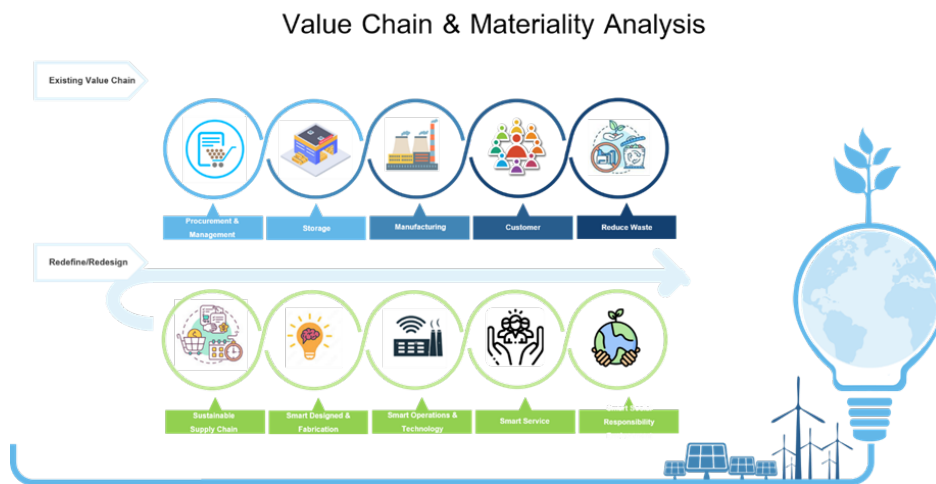 Value Chain & Materiality Analysis
Existing Value Chain
Procurement &
Management
Storage
Manufacturing
Customer
Reduce Waste
Redefine/Redesign
Sustainable
Supply Chain
Smart Designed &
Fabrication
Smart Operations &
Technology
Smart Service
Responsibility